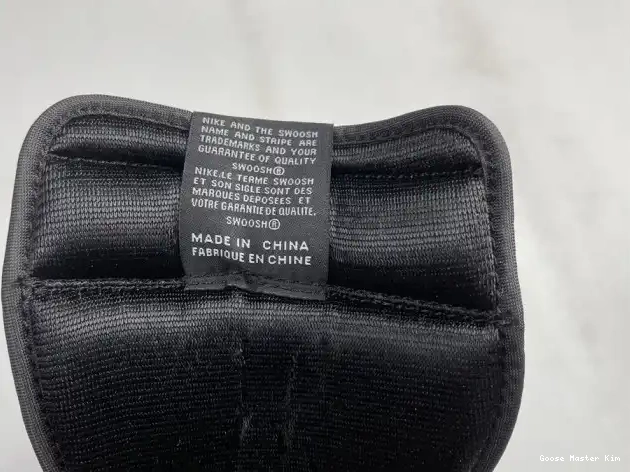 NIKE AND THE SWOOSH
NAME AND STRIPE ARE
TRADEMARKS AND YOUR
GUARANTEE OF QUALITY
SWOOSH®
NIKE.LE TERME SWOOSH
ET SON SIGLE SONT DES
MARQUES DEPOSEES ET
VOTRE GARANTIE DE QUALITE.
SWOOSH®
MADE IN CHINA
FABRIQUE EN CHINE
Goose Master Kim